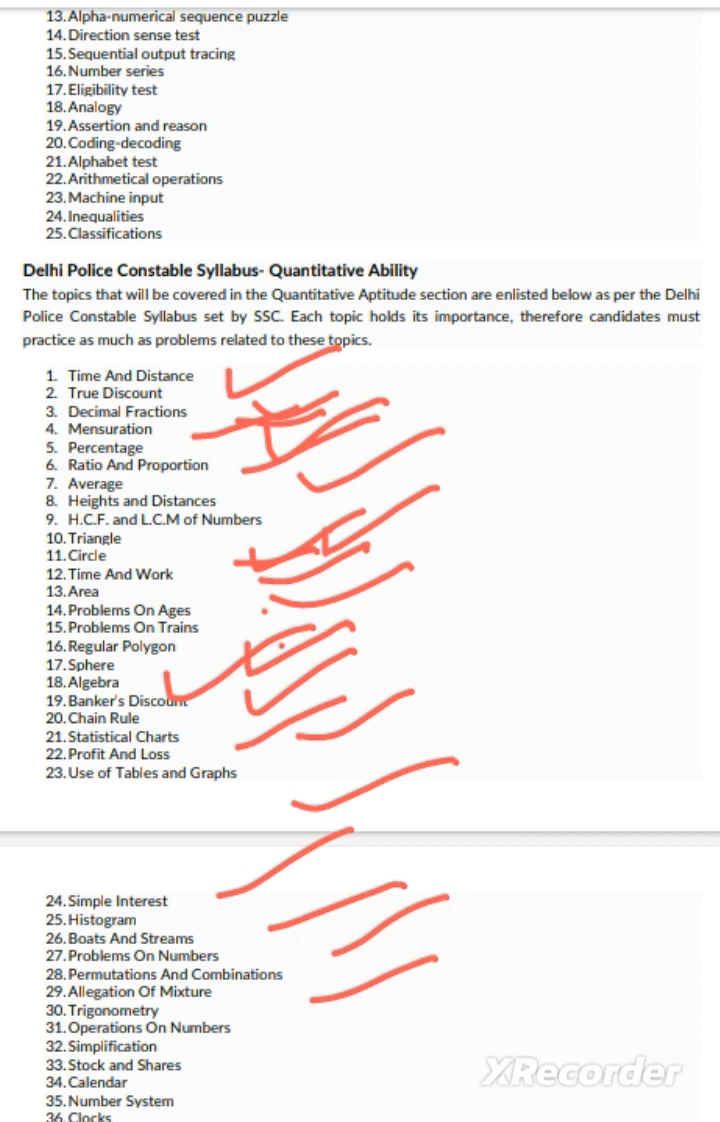 13. Alpha-numerical sequence puzzle
14. Direction sense test
15. Sequential output tracing
16. Number series
17. Eligibility test
18. Analogy
19. Assertion and reason
20. Coding-decoding
21. Alphabet test
22. Arithmetical operations
23. Machine input
24. Inequalities
25. Classifications
Delhi Police Constable Syllabus- Quantitative Ability
The topics that will be covered in the Quantitative Aptitude section are enlisted below as per the Delhi
Police Constable Syllabus set by SSC. Each topic holds its importance, therefore candidates must
practice as much as problems related to these topics.
1. Time And Distance
2. True Discount
3. Decimal Fractions
4. Mensuration
5. Percentage
6. Ratio And Proportion
7. Average
8. Heights and Distances
9. H.C.F. and L.C.M of Numbers
10. Triangle
11. Circle
12. Time And Work
13. Area
14. Problems On Ages
15. Problems On Trains
16. Regular Polygon
17. Sphere
18. Algebra
19. Banker's Discount
20. Chain Rule
21. Statistical Charts
22. Profit And Loss
23. Use of Tables and Graphs
24. Simple Interest
25. Histogram
26. Boats And Streams
27. Problems On Numbers
28. Permutations And Combinations
29. Allegation Of Mixture
30. Trigonometry
31. Operations On Numbers
32. Simplification
33. Stock and Shares
34. Calendar
35. Number System
36. Clocks
XRecorder